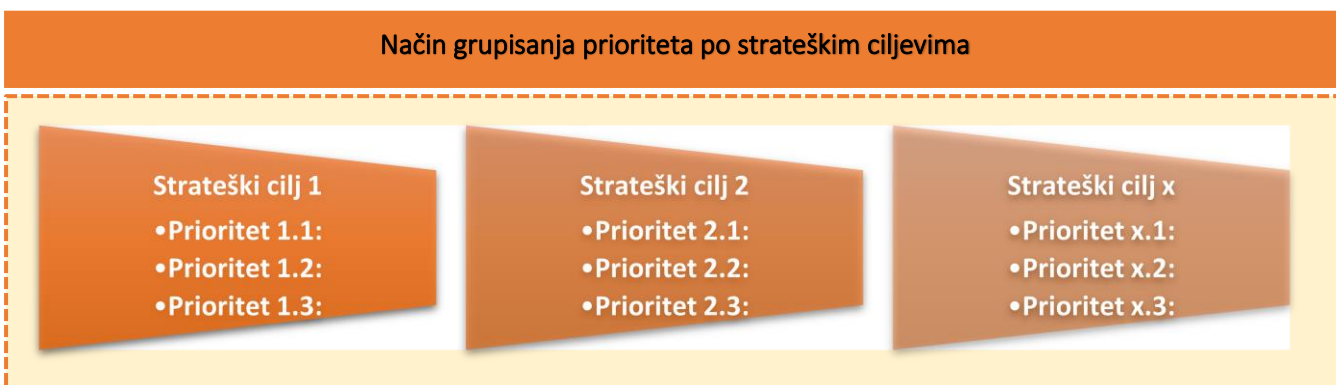 Način grupisanja prioriteta po strateškim ciljevima
Strateški cilj 1
•Prioritet 1.1:
•Prioritet 1.2:
•Prioritet 1.3:
Strateški cilj 2
•Prioritet 2.1:
•Prioritet 2.2:
•Prioritet 2.3:
Strateški cilj x
•Prioritet x.1:
•Prioritet x.2:
•Prioritet x.3: